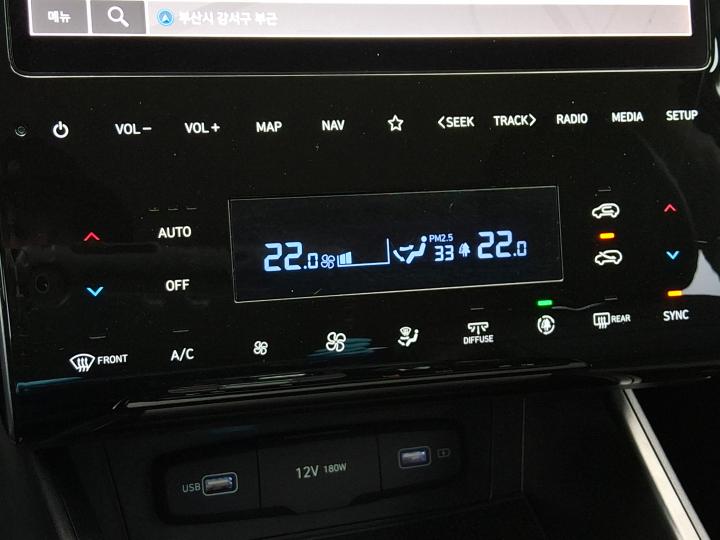 메뉴 부산시 강서구 부근
VOL− VOL+ MAP NAV <SEEK TRACK> RADIO MEDIA SETUP
AUTO
OFF
22.0 PM2.5 33 22.0
FRONT A/C DIFFUSE REAR SYNC
USB 12V 180W